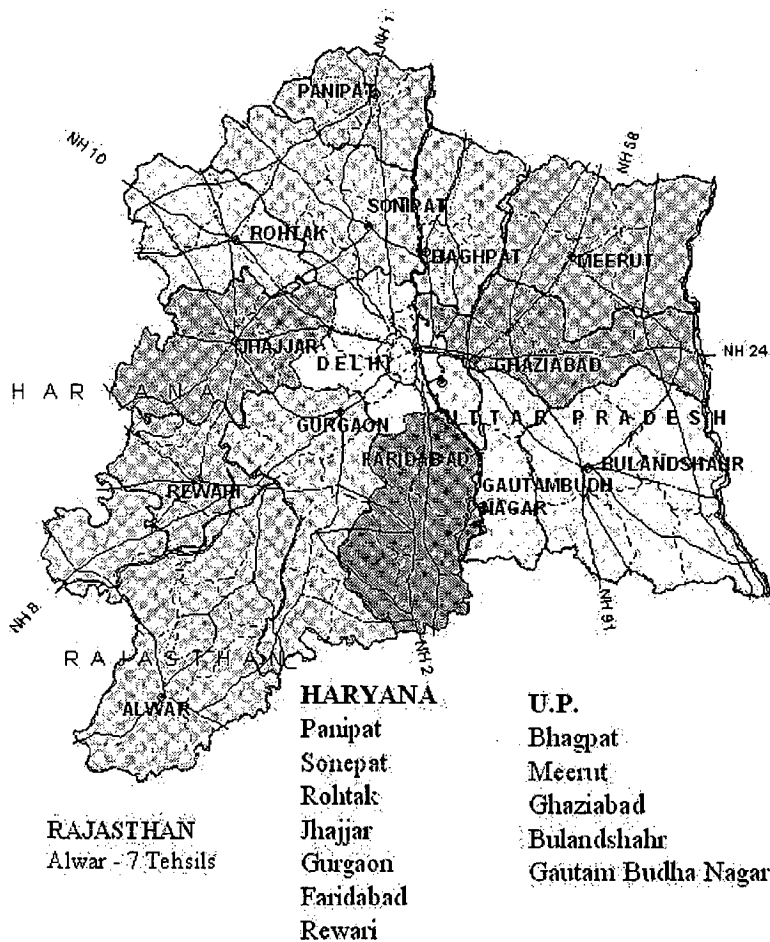 NH 1
PANIPAT
NH 10
NH 58
SONIPAT
ROHTAK
BAGHPAT
MEERUT
JHAJJAR
DELHI
GHAZIABAD
NH 24
HARYANA
GURGAON
UTTAR PRADESH
FARIDABAD
BULANDSHAHR
REWARI
GAUTAMBUDH
NAGAR
NH 8
NH 91
NH 2
RAJASTHAN
ALWAR
HARYANA
Panipat
Sonepat
Rohtak
Jhajjar
Gurgaon
Faridabad
Rewari
U.P.
Bhagpat
Meerut
Ghaziabad
Bulandshahr
Gautam Budha Nagar
RAJASTHAN
Alwar - 7 Tehsils